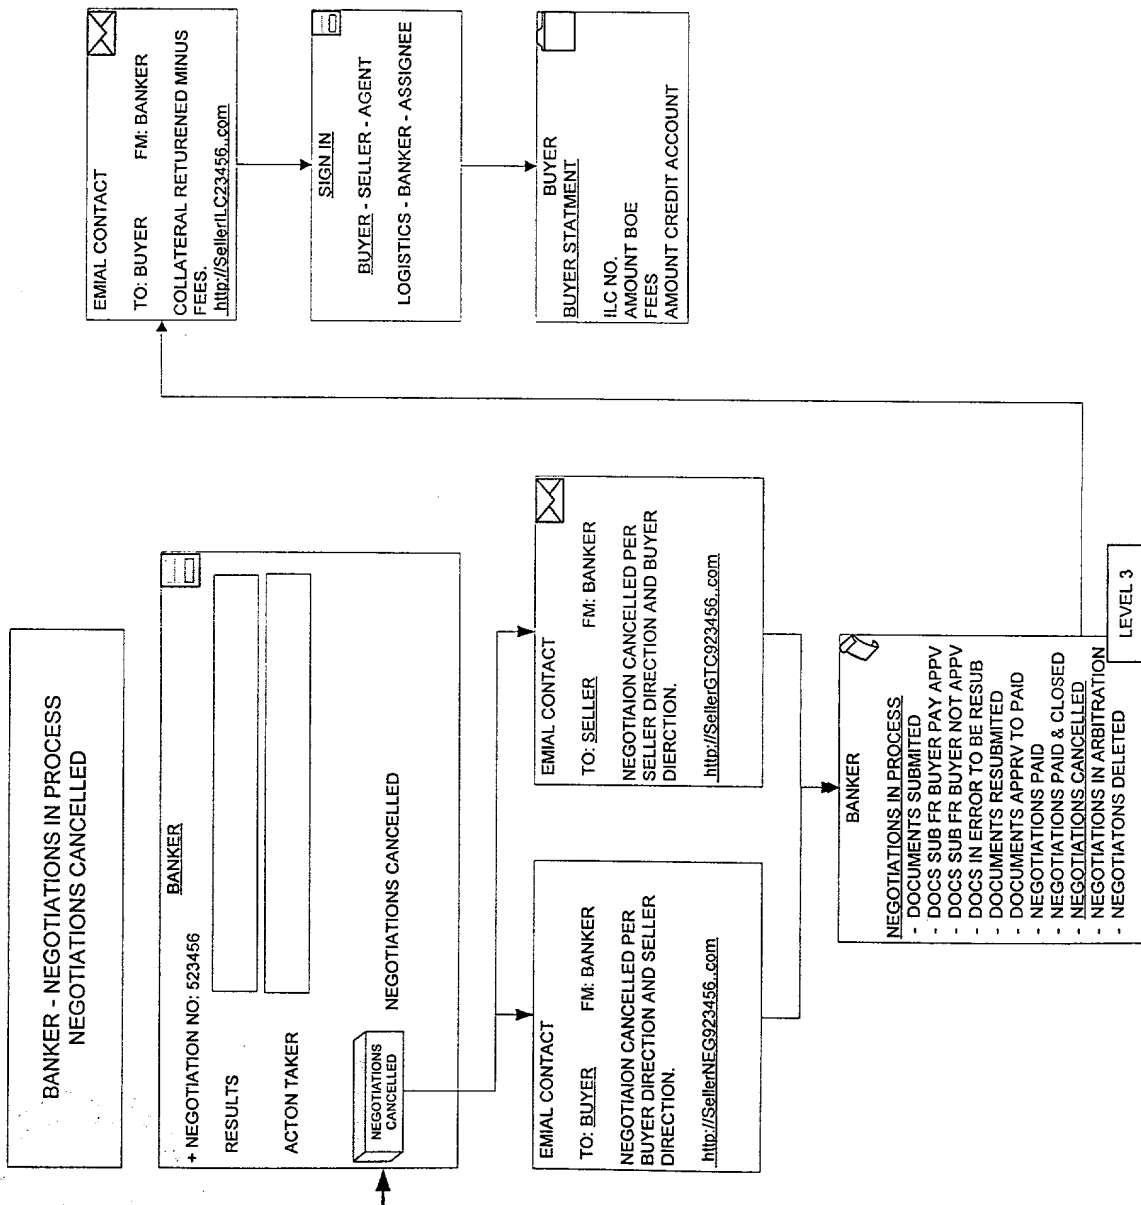 BANKER - NEGOTIATIONS IN PROCESS
NEGOTIATIONS CANCELLED
BANKER
+ NEGOTIATION NO: 523456
RESULTS
ACTON TAKER
NEGOTIATIONS
CANCELLED
NEGOTIATIONS CANCELLED
EMIAL CONTACT
TO: BUYER FM: BANKER
NEGOTIAION CANCELLED PER
BUYER DIRECTION AND SELLER
DIRECTION.
http://SellerNEG923456,.com
EMIAL CONTACT
TO: SELLER FM: BANKER
NEGOTIAION CANCELLED PER
SELLER DIRECTION AND BUYER
DIERCTION.
http://SellerGTC923456,.com
BANKER
NEGOTIATIONS IN PROCESS
- DOCUMENTS SUBMITED
- DOCS SUB FR BUYER PAY APPV
- DOCS SUB FR BUYER NOT APPV
- DOCS IN ERROR TO BE RESUB
- DOCUMENTS RESUBMITED
- DOCUMENTS APPRV TO PAID
- NEGOTIATIONS PAID
- NEGOTIATIONS PAID & CLOSED
- NEGOTIATIONS CANCELLED
- NEGOTIATIONS IN ARBITRATION
- NEGOTIATONS DELETED
LEVEL 3
EMIAL CONTACT
TO: BUYER FM: BANKER
COLLATERAL RETURENED MINUS
FEES.
http://SellerILC23456,.com
SIGN IN
BUYER - SELLER - AGENT
LOGISTICS - BANKER - ASSIGNEE
BUYER
BUYER STATMENT
ILC NO.
AMOUNT BOE
FEES
AMOUNT CREDIT ACCOUNT